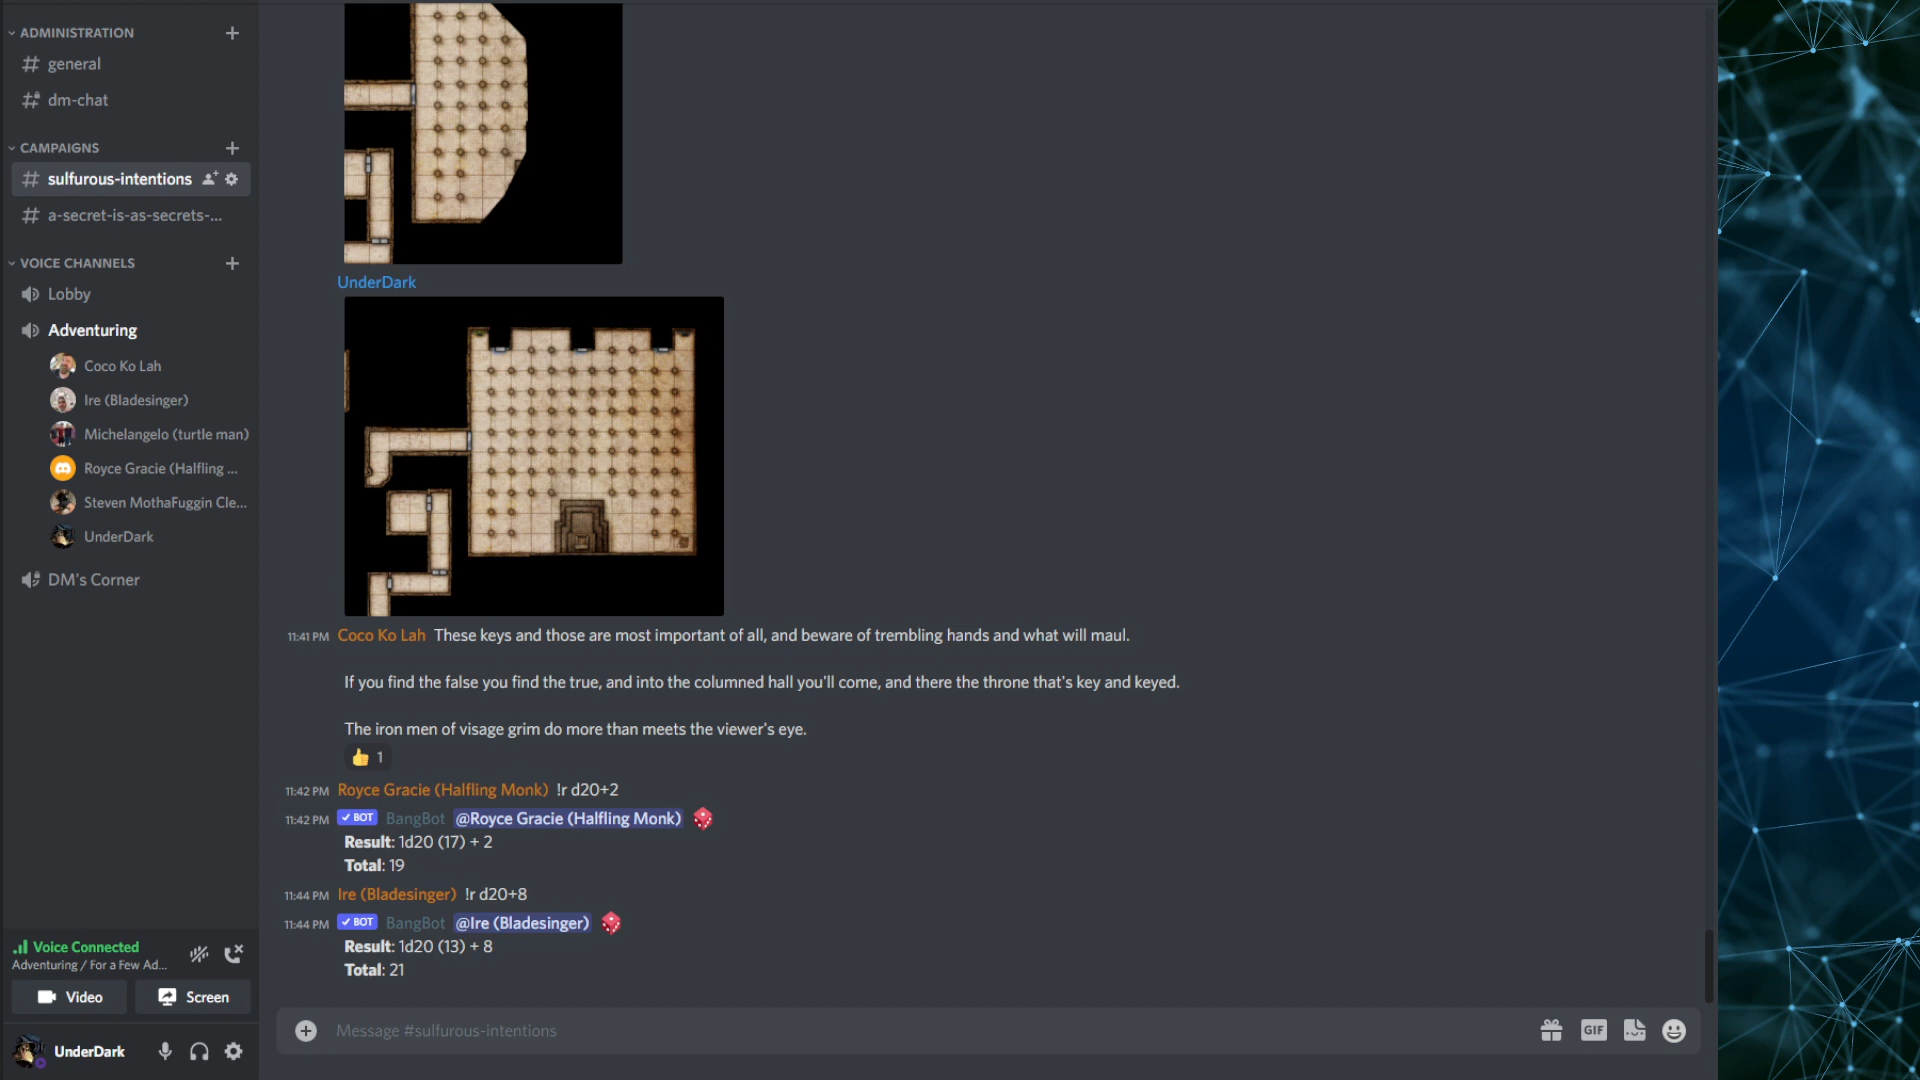 ADMINISTRATION
general
dm-chat
CAMPAIGNS
sulfurous-intentions
a-secret-is-as-secrets-...
VOICE CHANNELS
Lobby
Adventuring
Coco Ko Lah
Ire (Bladesinger)
Michelangelo (turtle man)
Royce Gracie (Halfling ...
Steven MothaFuggin Cle...
UnderDark
DM's Corner
Voice Connected
Adventuring / For a Few Ad...
Video
Screen
UnderDark
UnderDark
11:41 PM Coco Ko Lah These keys and those are most important of all, and beware of trembling hands and what will maul.
If you find the false you find the true, and into the columned hall you'll come, and there the throne that's key and keyed.
The iron men of visage grim do more than meets the viewer's eye.
1
11:42 PM Royce Gracie (Halfling Monk) !r d20+2
11:42 PM BOT BangBot @Royce Gracie (Halfling Monk)
Result: 1d20 (17) + 2
Total: 19
11:44 PM Ire (Bladesinger) !r d20+8
11:44 PM BOT BangBot @Ire (Bladesinger)
Result: 1d20 (13) + 8
Total: 21
Message #sulfurous-intentions
GIF